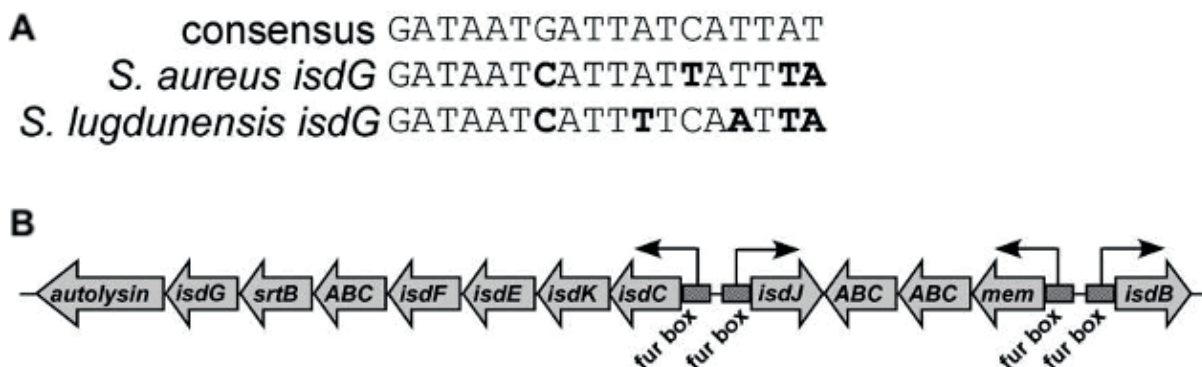 A
consensus GATAATGATTATCATTAT
S. aureus isdG GATAATCATTATTATTTA
S. lugdunensis isdG GATAATCATTTTCAATTA
B
autolysin isdG srtB ABC isdF isdE isdK isdC isdJ ABC ABC mem isdB
fur box fur box fur box fur box